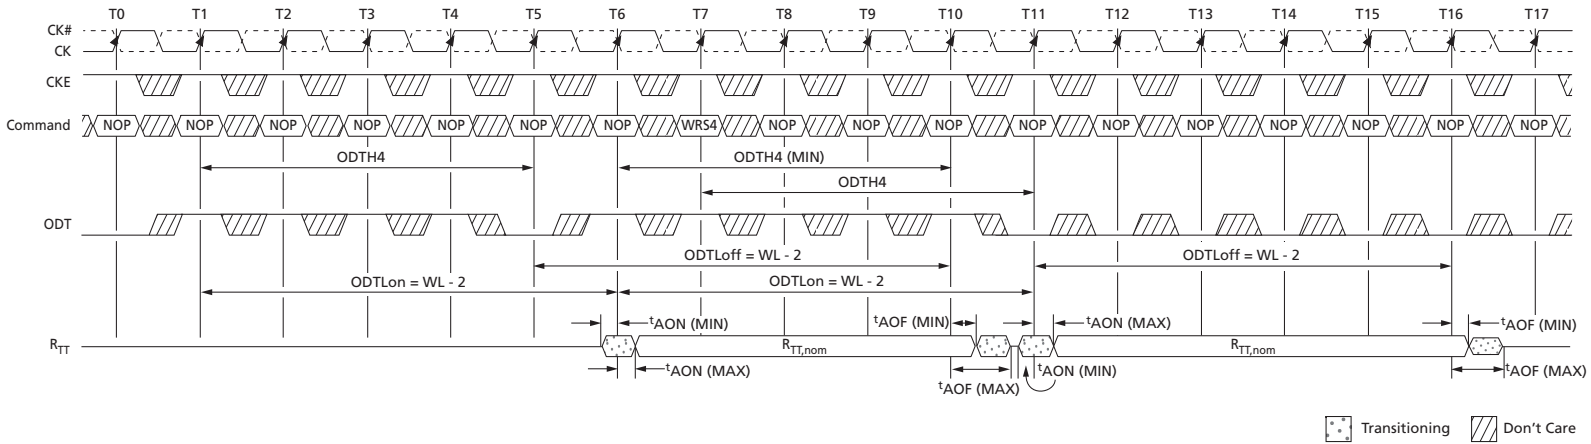 T0 T1 T2 T3 T4 T5 T6 T7 T8 T9 T10 T11 T12 T13 T14 T15 T16 T17
CK#
CK
CKE
Command NOP NOP NOP NOP NOP NOP NOP WRS4 NOP NOP NOP NOP NOP NOP NOP NOP NOP NOP
ODTH4 ODTH4 (MIN)
ODTH4
ODT
ODTLoff = WL - 2 ODTLoff = WL - 2
ODTLon = WL - 2 ODTLon = WL - 2
tAON (MIN) tAOF (MIN) tAON (MAX) tAOF (MIN)
RTT RTT,nom RTT,nom
tAON (MAX) tAON (MIN) tAOF (MAX)
tAOF (MAX)
Transitioning Don't Care